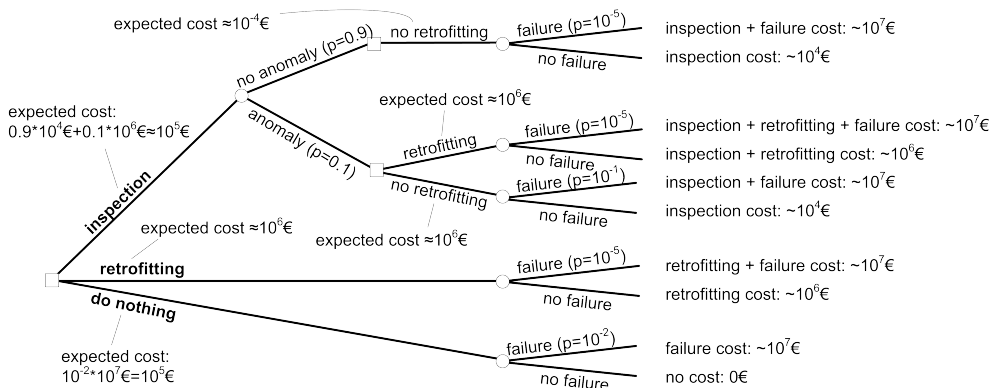 expected cost ≈10⁻⁴€
no anomaly (p=0.9)
no retrofitting
failure (p=10⁻⁵)
no failure
inspection + failure cost: ~10⁷€
inspection cost: ~10⁴€
expected cost:
0.9*10⁴€+0.1*10⁶€≈10⁵€
inspection
anomaly (p=0.1)
expected cost ≈10⁶€
retrofitting
failure (p=10⁻⁵)
no failure
inspection + retrofitting + failure cost: ~10⁷€
inspection + retrofitting cost: ~10⁶€
no retrofitting
expected cost ≈10⁶€
failure (p=10⁻¹)
no failure
inspection + failure cost: ~10⁷€
inspection cost: ~10⁴€
expected cost ≈10⁶€
retrofitting
failure (p=10⁻⁵)
no failure
retrofitting + failure cost: ~10⁷€
retrofitting cost: ~10⁶€
do nothing
expected cost:
10⁻²*10⁷€=10⁵€
failure (p=10⁻²)
no failure
failure cost: ~10⁷€
no cost: 0€